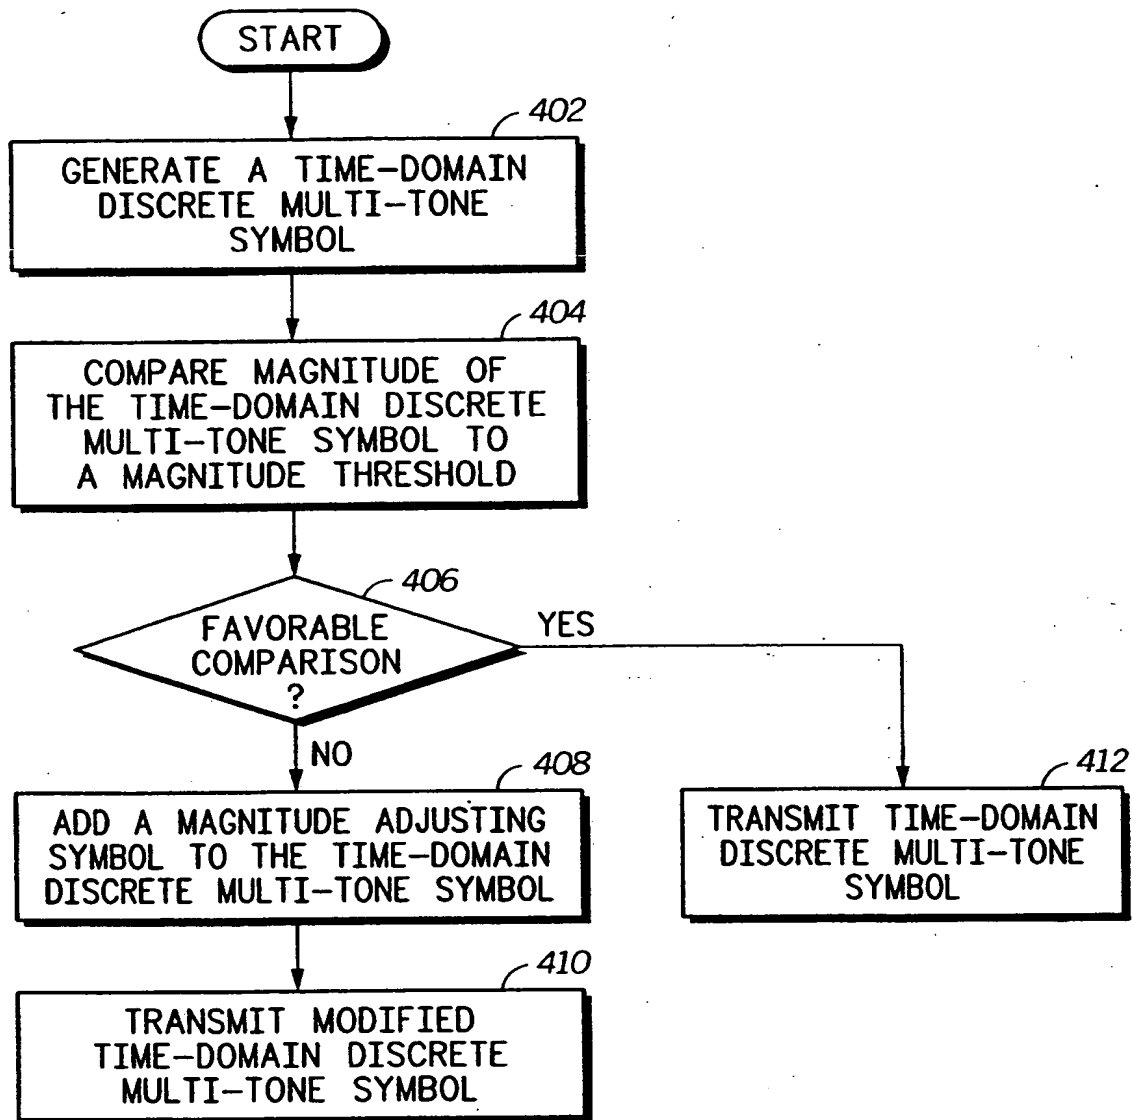 START
402
GENERATE A TIME-DOMAIN
DISCRETE MULTI-TONE
SYMBOL
404
COMPARE MAGNITUDE OF
THE TIME-DOMAIN DISCRETE
MULTI-TONE SYMBOL TO
A MAGNITUDE THRESHOLD
406
FAVORABLE
COMPARISON
?
YES
NO
408
ADD A MAGNITUDE ADJUSTING
SYMBOL TO THE TIME-DOMAIN
DISCRETE MULTI-TONE SYMBOL
412
TRANSMIT TIME-DOMAIN
DISCRETE MULTI-TONE
SYMBOL
410
TRANSMIT MODIFIED
TIME-DOMAIN DISCRETE
MULTI-TONE SYMBOL